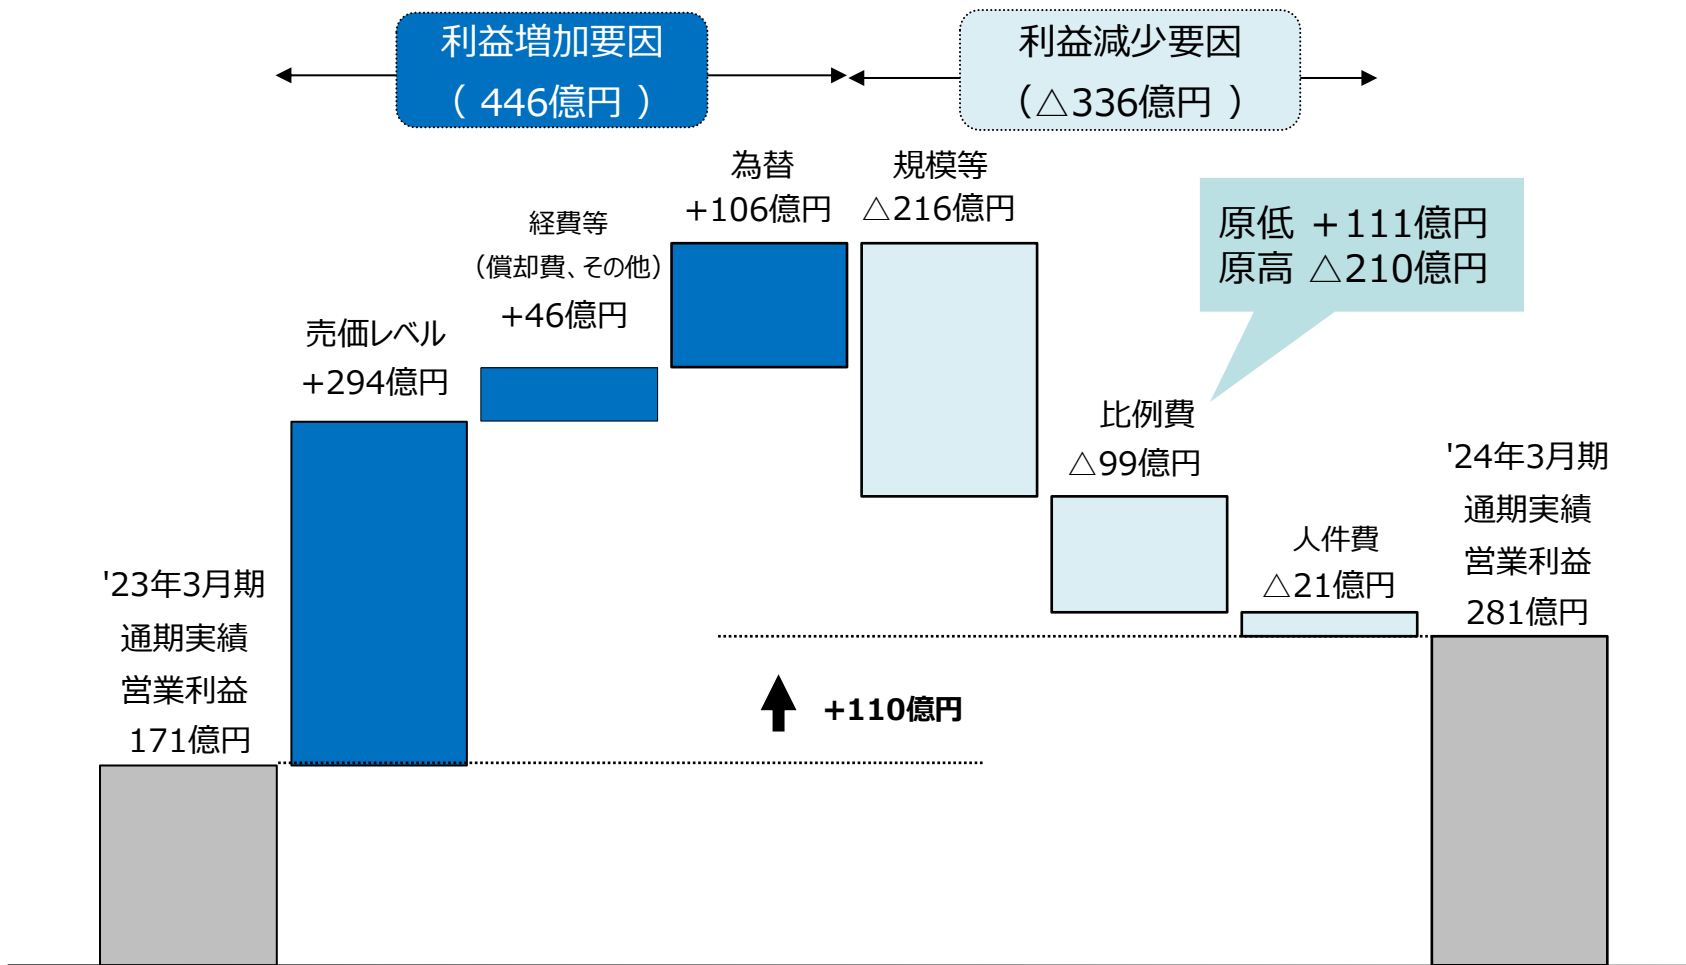 利益増加要因
（ 446億円 ）
利益減少要因
（△336億円 ）
為替
+106億円
規模等
△216億円
原低 ＋111億円
原高 △210億円
経費等
（償却費、その他）
+46億円
売価レベル
+294億円
比例費
△99億円
人件費
△21億円
'24年3月期
通期実績
営業利益
281億円
'23年3月期
通期実績
営業利益
171億円
+110億円